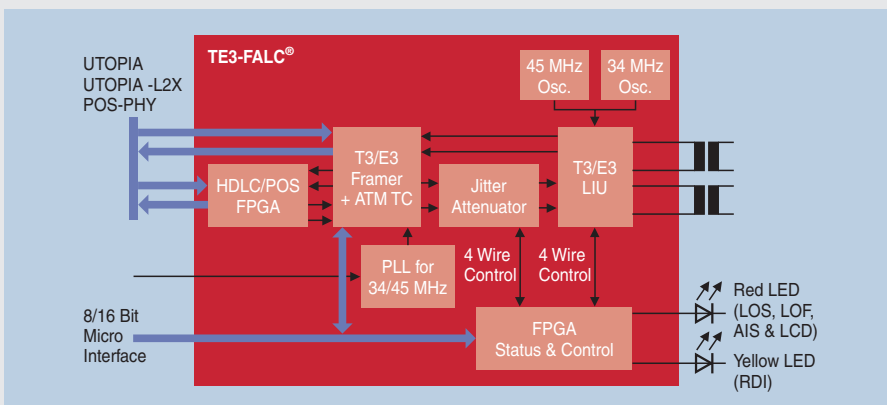 TE3-FALC®
UTOPIA
UTOPIA -L2X
POS-PHY
45 MHz
Osc.
34 MHz
Osc.
HDLC/POS
FPGA
T3/E3
Framer
+ ATM TC
Jitter
Attenuator
T3/E3
LIU
PLL for
34/45 MHz
4 Wire
Control
4 Wire
Control
8/16 Bit
Micro
Interface
FPGA
Status & Control
Red LED
(LOS, LOF,
AIS & LCD)
Yellow LED
(RDI)